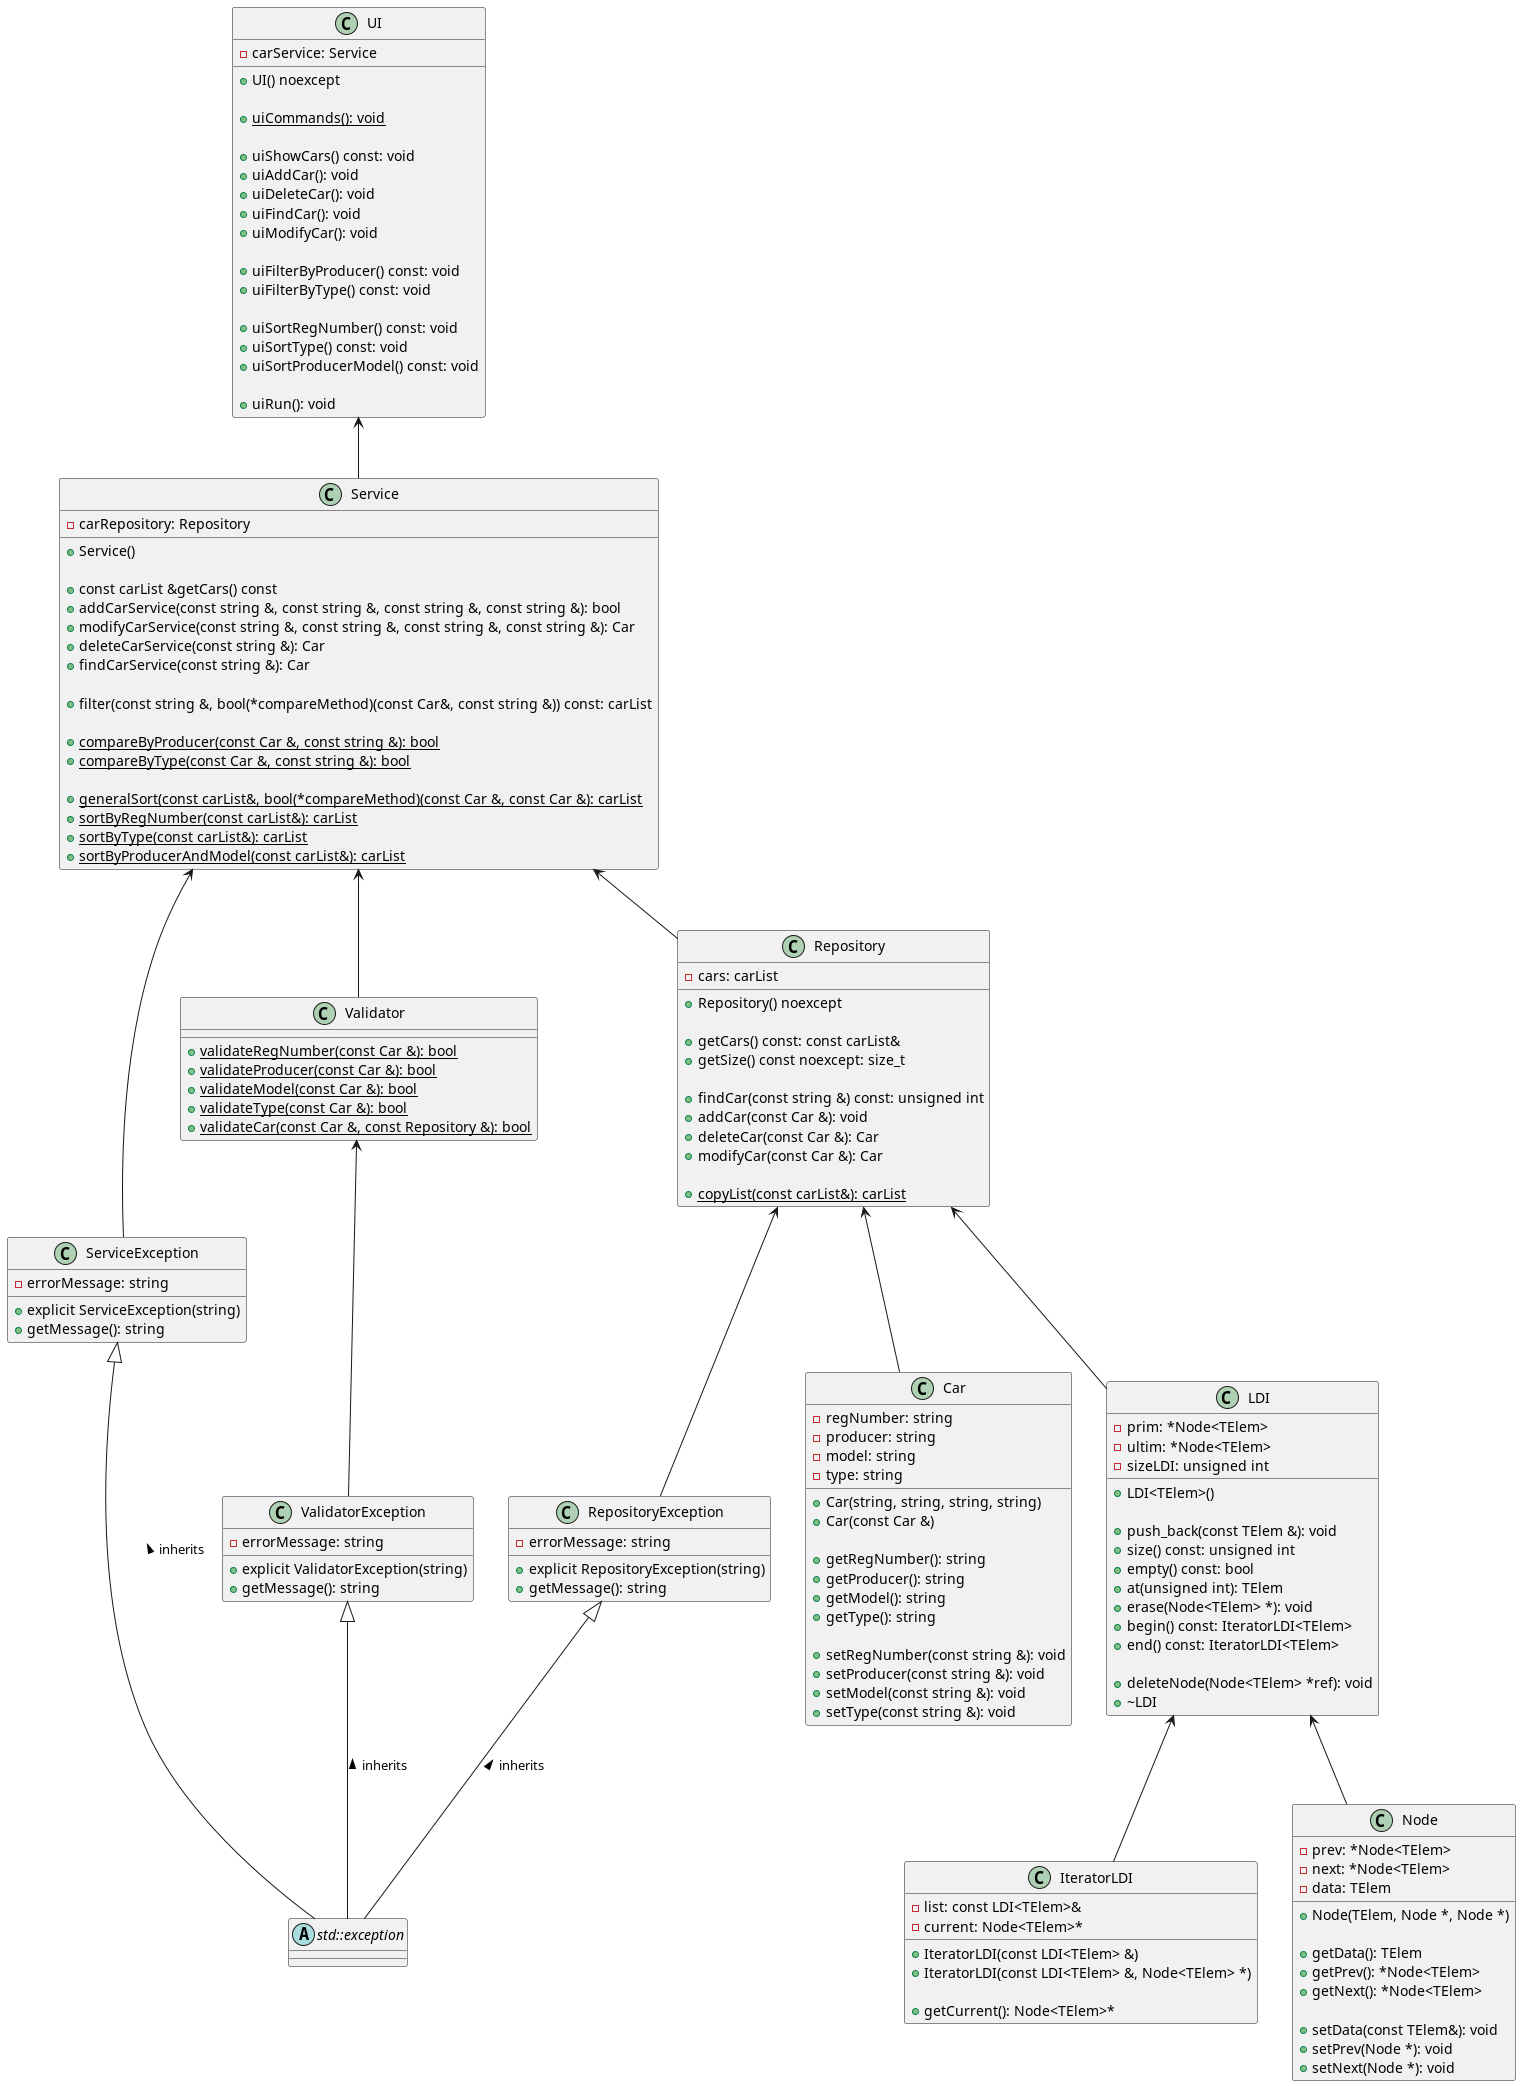 C UI
carService: Service
UI() noexcept
uiCommands(): void
uiShowCars() const: void
uiAddCar(): void
uiDeleteCar(): void
uiFindCar(): void
uiModifyCar(): void
uiFilterByProducer() const: void
uiFilterByType() const: void
uiSortRegNumber() const: void
uiSortType() const: void
uiSortProducerModel() const: void
uiRun(): void
C Service
carRepository: Repository
Service()
const carList &getCars() const
addCarService(const string &, const string &, const string &, const string &): bool
modifyCarService(const string &, const string &, const string &, const string &): Car
deleteCarService(const string &): Car
findCarService(const string &): Car
filter(const string &, bool(*compareMethod)(const Car&, const string &)) const: carList
compareByProducer(const Car &, const string &): bool
compareByType(const Car &, const string &): bool
generalSort(const carList&, bool(*compareMethod)(const Car &, const Car &): carList
sortByRegNumber(const carList&): carList
sortByType(const carList&): carList
sortByProducerAndModel(const carList&): carList
C Repository
cars: carList
Repository() noexcept
getCars() const: const carList&
getSize() const noexcept: size_t
findCar(const string &) const: unsigned int
addCar(const Car &): void
deleteCar(const Car &): Car
modifyCar(const Car &): Car
copyList(const carList&): carList
C Validator
validateRegNumber(const Car &): bool
validateProducer(const Car &): bool
validateModel(const Car &): bool
validateType(const Car &): bool
validateCar(const Car &, const Repository &): bool
C ServiceException
errorMessage: string
explicit ServiceException(string)
getMessage(): string
C ValidatorException
errorMessage: string
explicit ValidatorException(string)
getMessage(): string
C RepositoryException
errorMessage: string
explicit RepositoryException(string)
getMessage(): string
C Car
regNumber: string
producer: string
model: string
type: string
Car(string, string, string, string)
Car(const Car &)
getRegNumber(): string
getProducer(): string
getModel(): string
getType(): string
setRegNumber(const string &): void
setProducer(const string &): void
setModel(const string &): void
setType(const string &): void
C LDI
prim: *Node<TElem>
ultim: *Node<TElem>
sizeLDI: unsigned int
LDI<TElem>()
push_back(const TElem &): void
size() const: unsigned int
empty() const: bool
at(unsigned int): TElem
erase(Node<TElem> *): void
begin() const: IteratorLDI<TElem>
end() const: IteratorLDI<TElem>
deleteNode(Node<TElem> *ref): void
~LDI
inherits
inherits
inherits
A std::exception
C IteratorLDI
list: const LDI<TElem>&
current: Node<TElem>*
IteratorLDI(const LDI<TElem> &)
IteratorLDI(const LDI<TElem> &, Node<TElem> *)
getCurrent(): Node<TElem>*
C Node
prev: *Node<TElem>
next: *Node<TElem>
data: TElem
Node(TElem, Node *, Node *)
getData(): TElem
getPrev(): *Node<TElem>
getNext(): *Node<TElem>
setData(const TElem&): void
setPrev(Node *): void
setNext(Node *): void